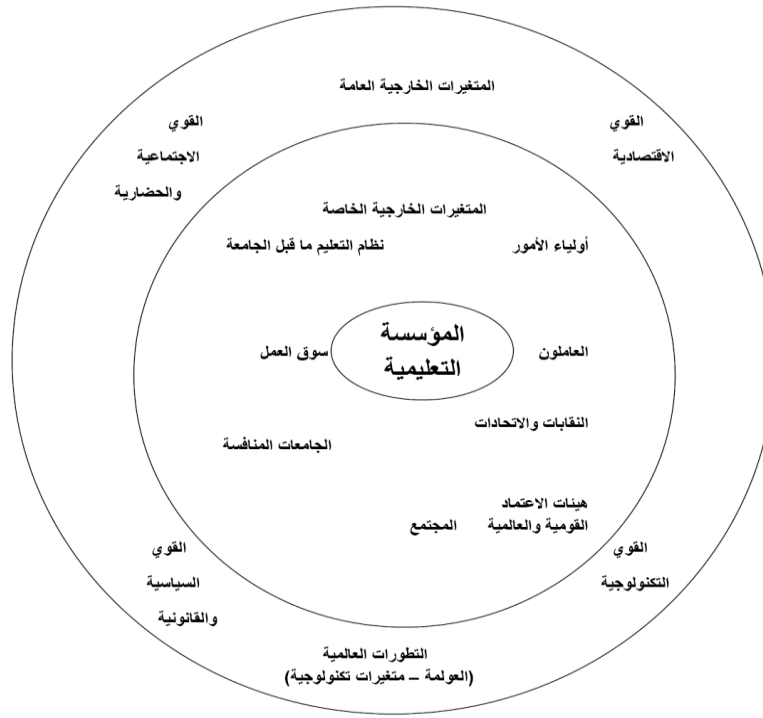 المتغيرات الخارجية العامة
القوي
الاقتصادية
القوي
الاجتماعية
والحضارية
المتغيرات الخارجية الخاصة
أولياء الأمور
نظام التعليم ما قبل الجامعة
المؤسسة
التعليمية
العاملون
سوق العمل
النقابات والاتحادات
الجامعات المنافسة
هيئات الاعتماد
القومية والعالمية
المجتمع
القوي
التكنولوجية
القوي
السياسية
والقانونية
التطورات العالمية
(العولمة – متغيرات تكنولوجية)